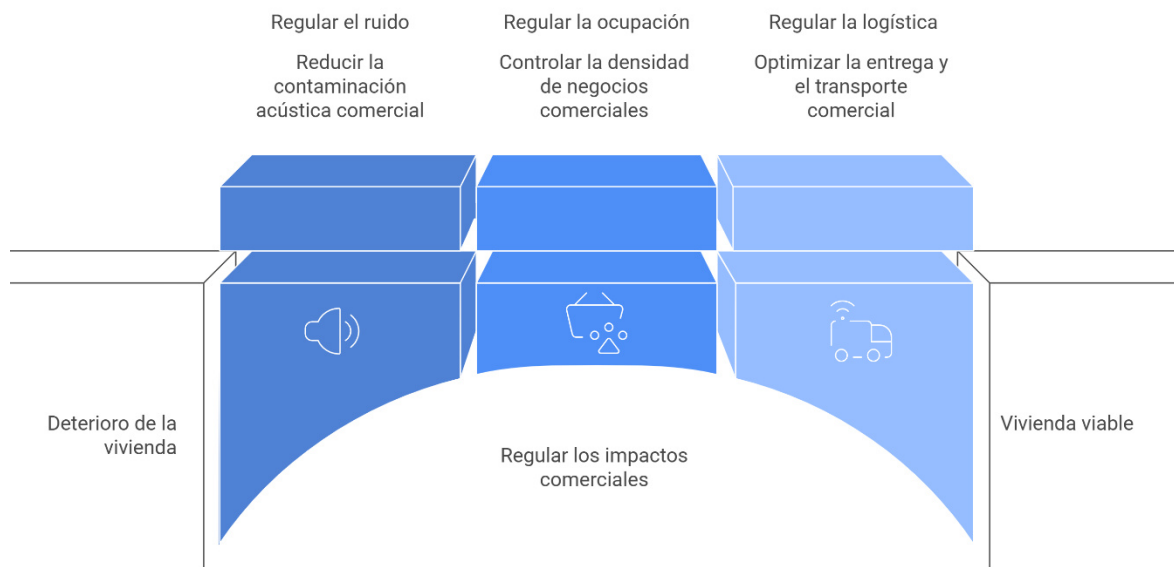 Regular el ruido
Reducir la
contaminación
acústica comercial
Regular la ocupación
Controlar la densidad
de negocios
comerciales
Regular la logística
Optimizar la entrega y
el transporte
comercial
Deterioro de la
vivienda
Regular los impactos
comerciales
Vivienda viable